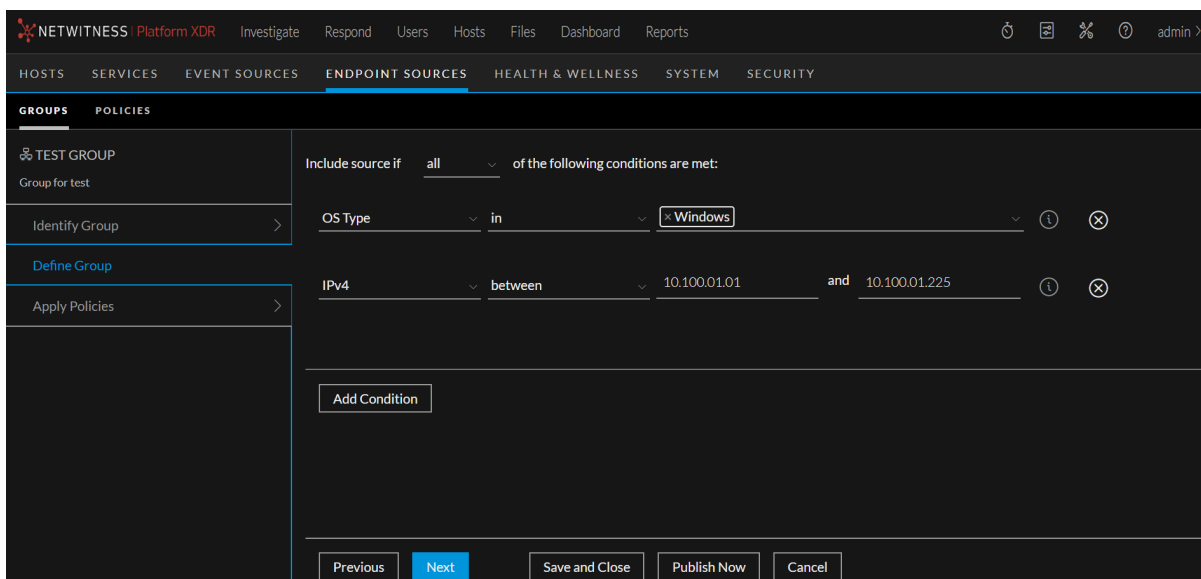 NETWITNESS | Platform XDR Investigate Respond Users Hosts Files Dashboard Reports admin
HOSTS SERVICES EVENT SOURCES ENDPOINT SOURCES HEALTH & WELLNESS SYSTEM SECURITY
GROUPS POLICIES
TEST GROUP
Group for test
Identify Group
Define Group
Apply Policies
Include source if all of the following conditions are met:
OS Type in × Windows
IPv4 between 10.100.01.01 and 10.100.01.225
Add Condition
Previous Next Save and Close Publish Now Cancel